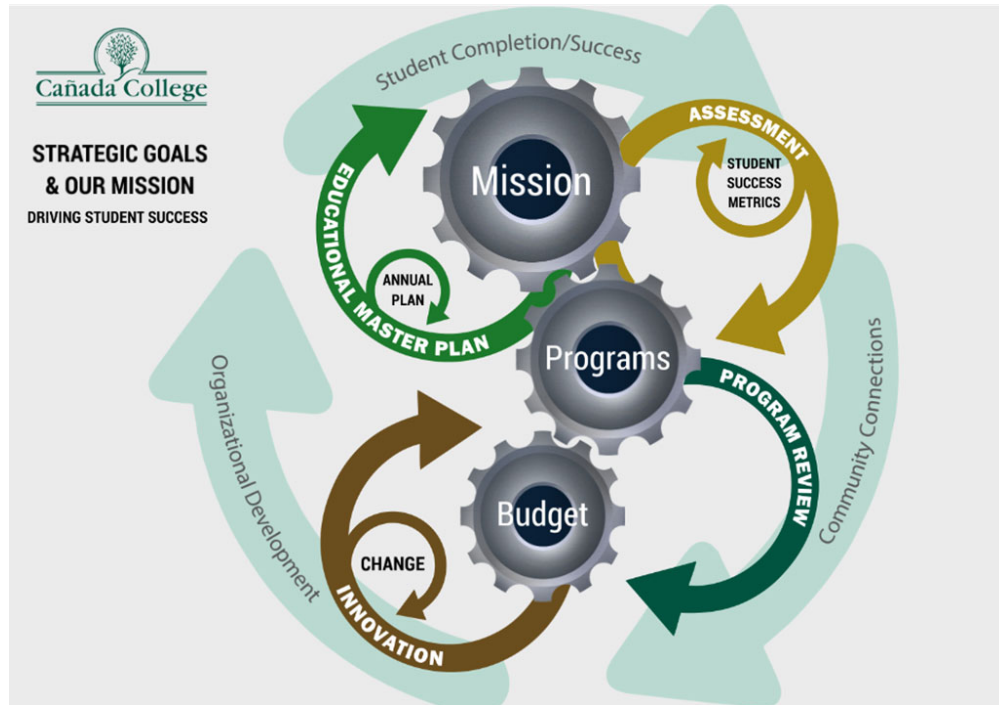 Cañada College
STRATEGIC GOALS
& OUR MISSION
DRIVING STUDENT SUCCESS
Student Completion/Success
Mission
ASSESSMENT
STUDENT
SUCCESS
METRICS
EDUCATIONAL MASTER PLAN
ANNUAL
PLAN
Programs
PROGRAM REVIEW
Community Connections
Organizational Development
Budget
CHANGE
INNOVATION